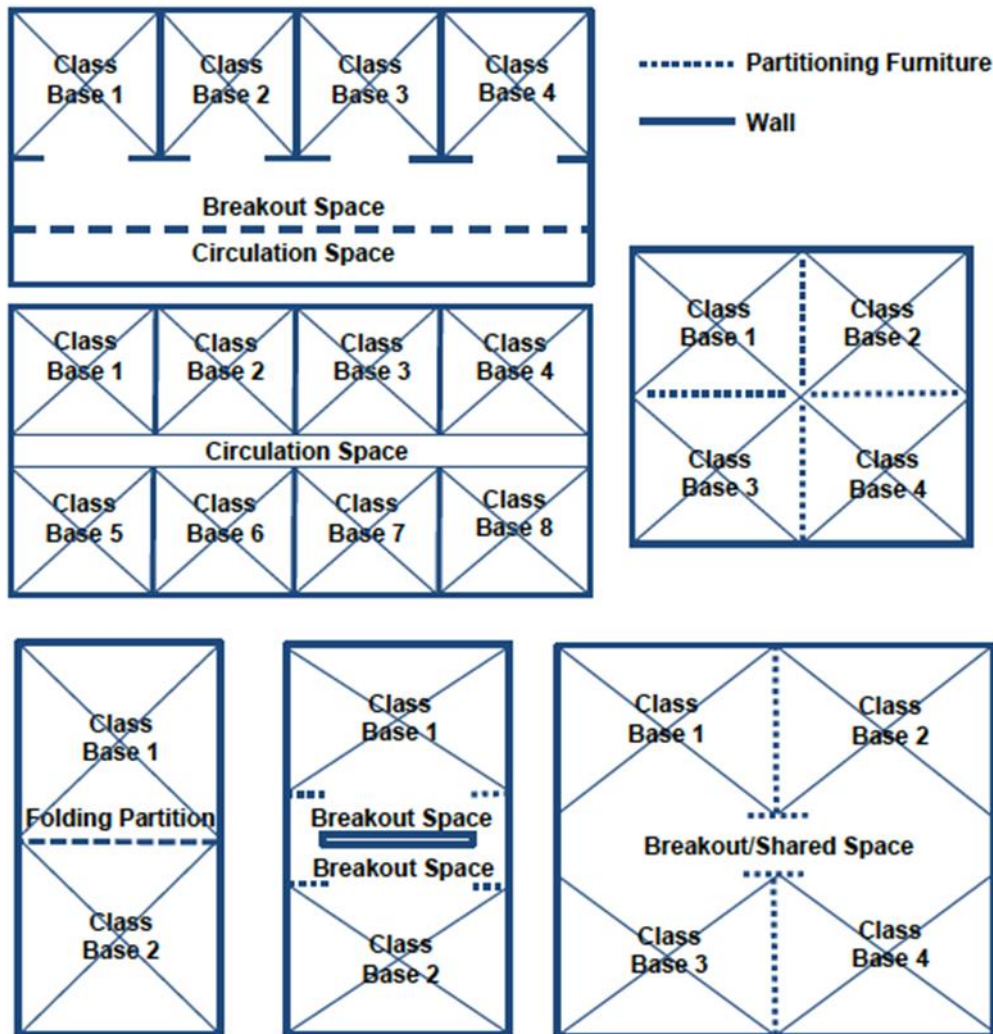 Class
Base 1
Class
Base 2
Class
Base 3
Class
Base 4
Breakout Space
Circulation Space
Partitioning Furniture
Wall
Class
Base 1
Class
Base 2
Class
Base 3
Class
Base 4
Circulation Space
Class
Base 5
Class
Base 6
Class
Base 7
Class
Base 8
Class
Base 1
Class
Base 2
Class
Base 3
Class
Base 4
Class
Base 1
Folding Partition
Class
Base 2
Class
Base 1
Breakout Space
Breakout Space
Class
Base 2
Class
Base 1
Class
Base 2
Breakout/Shared Space
Class
Base 3
Class
Base 4